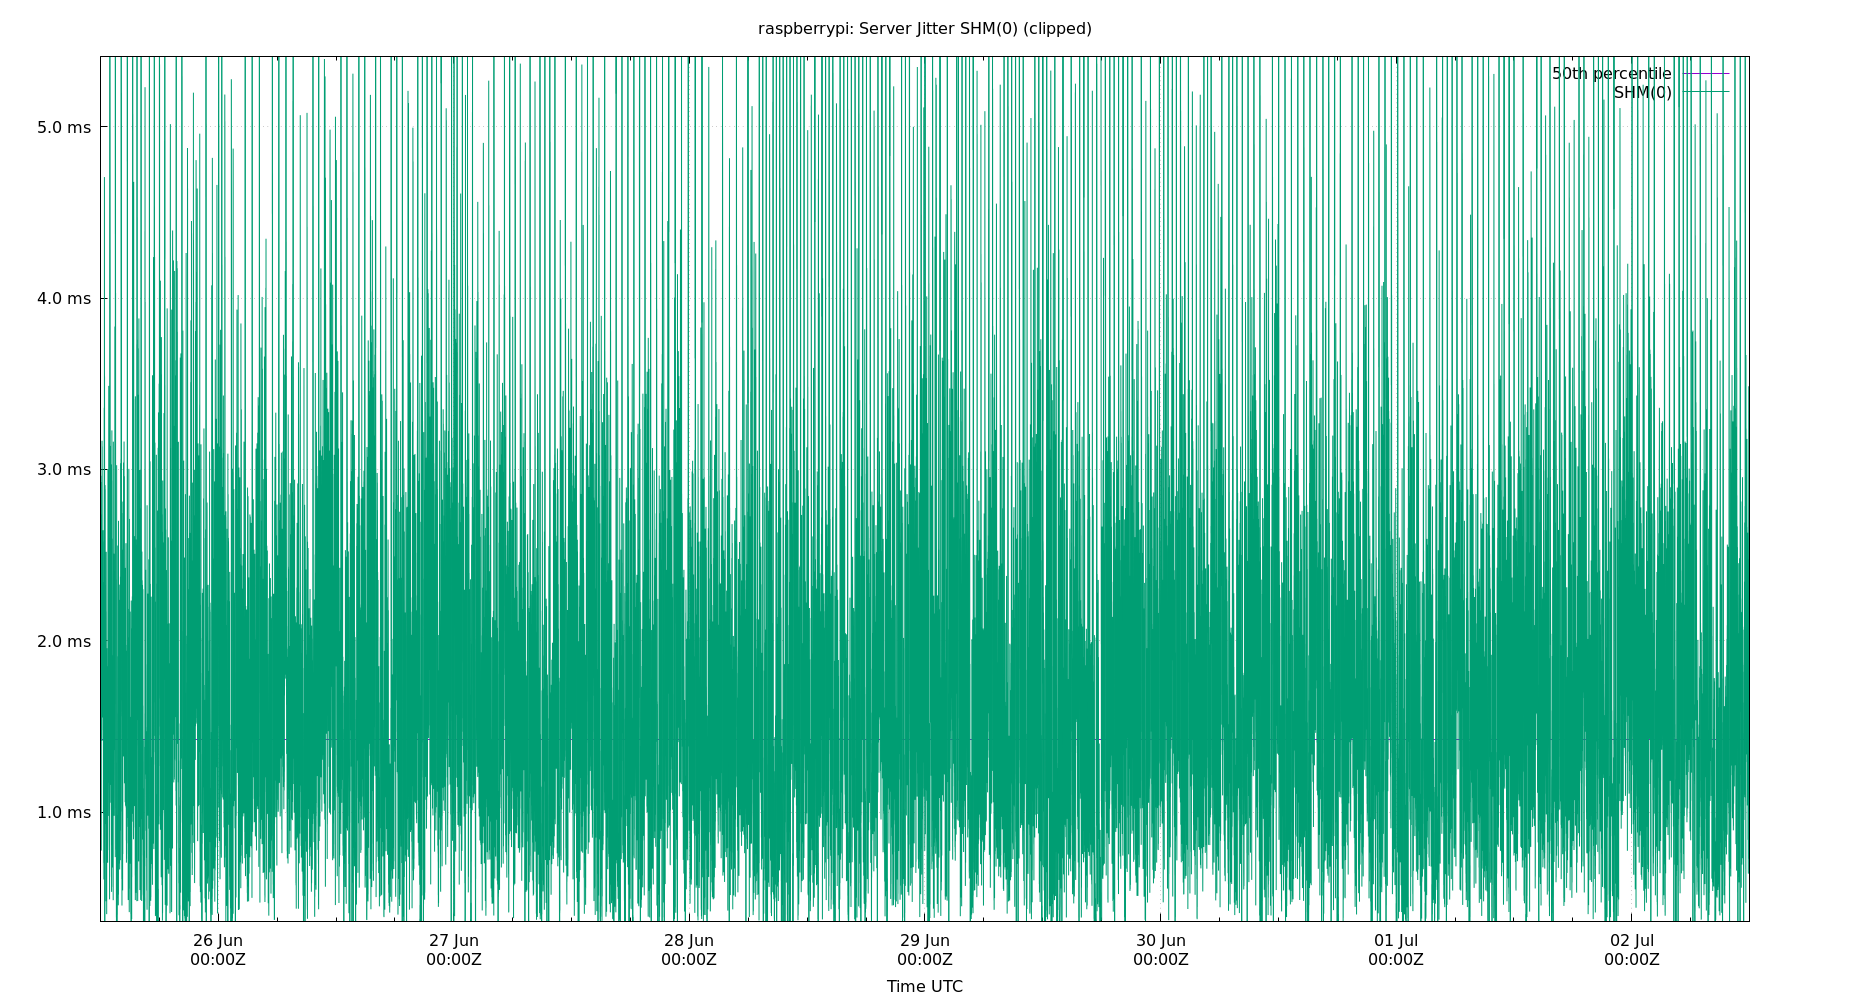 raspberrypi: Server Jitter SHM(0) (clipped)
50th percentile
SHM(0)
5.0 ms
4.0 ms
3.0 ms
2.0 ms
1.0 ms
26 Jun 27 Jun 28 Jun 29 Jun 30 Jun 01 Jul 02 Jul
00:00Z 00:00Z 00:00Z 00:00Z 00:00Z 00:00Z 00:00Z
Time UTC